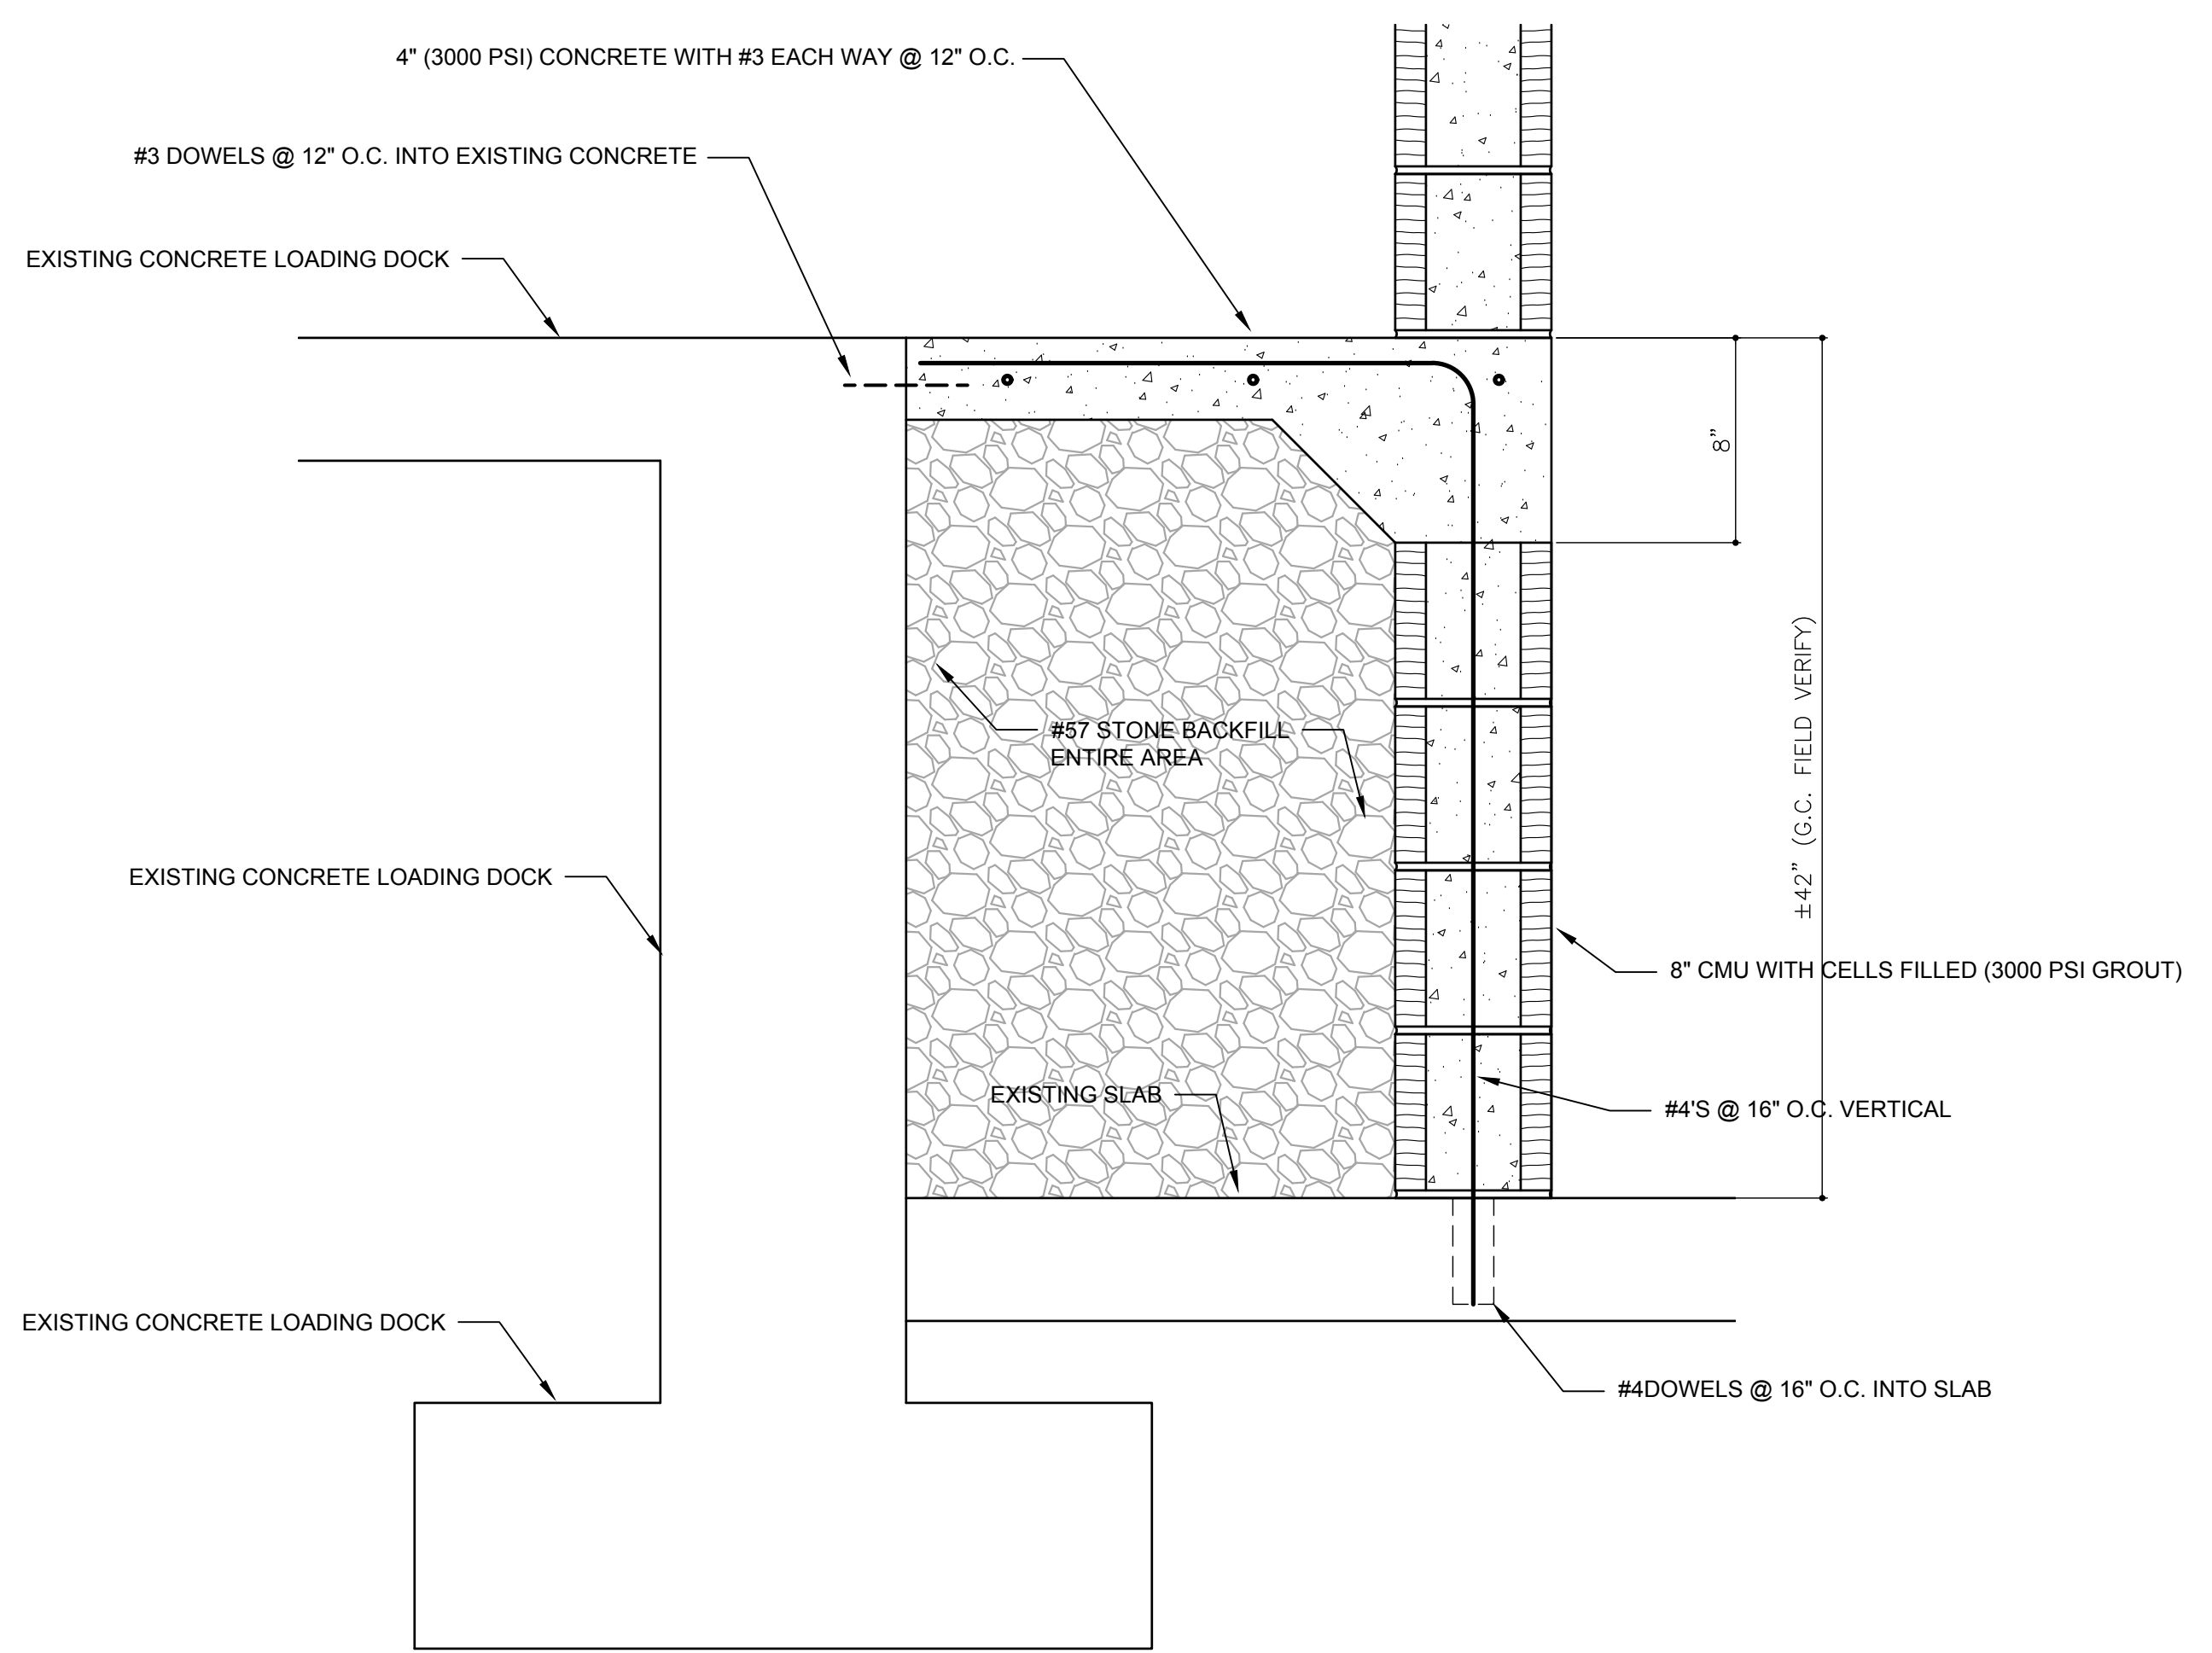 4" (3000 PSI) CONCRETE WITH #3 EACH WAY @ 12" O.C.
#3 DOWELS @ 12" O.C. INTO EXISTING CONCRETE
EXISTING CONCRETE LOADING DOCK
8"
±42" (G.C. FIELD VERIFY)
#57 STONE BACKFILL
ENTIRE AREA
EXISTING CONCRETE LOADING DOCK
8" CMU WITH CELLS FILLED (3000 PSI GROUT)
EXISTING SLAB
#4'S @ 16" O.C. VERTICAL
EXISTING CONCRETE LOADING DOCK
#4DOWELS @ 16" O.C. INTO SLAB